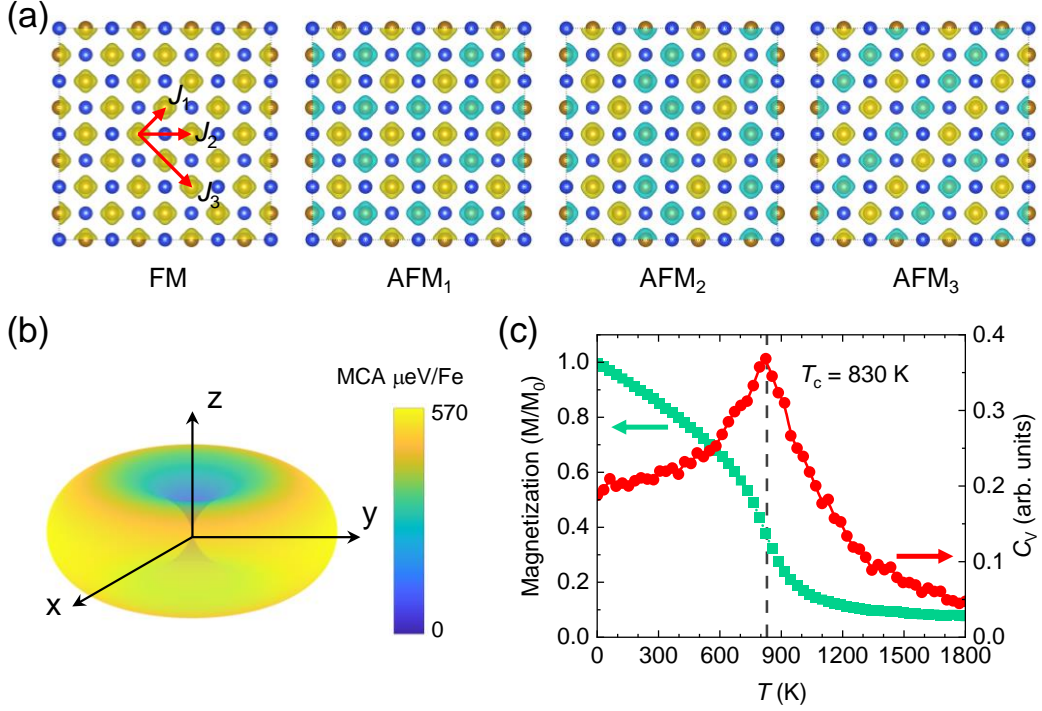 (a)
J1
J2
J3
FM
AFM1
AFM2
AFM3
(b)
z
y
x
MCA μeV/Fe
570
0
(c)
Magnetization (M/M0)
1.0
0.8
0.6
0.4
0.2
0.0
Tc = 830 K
0.4
0.3
0.2
0.1
0.0
CV (arb. units)
0 300 600 900 1200 1500 1800
T (K)